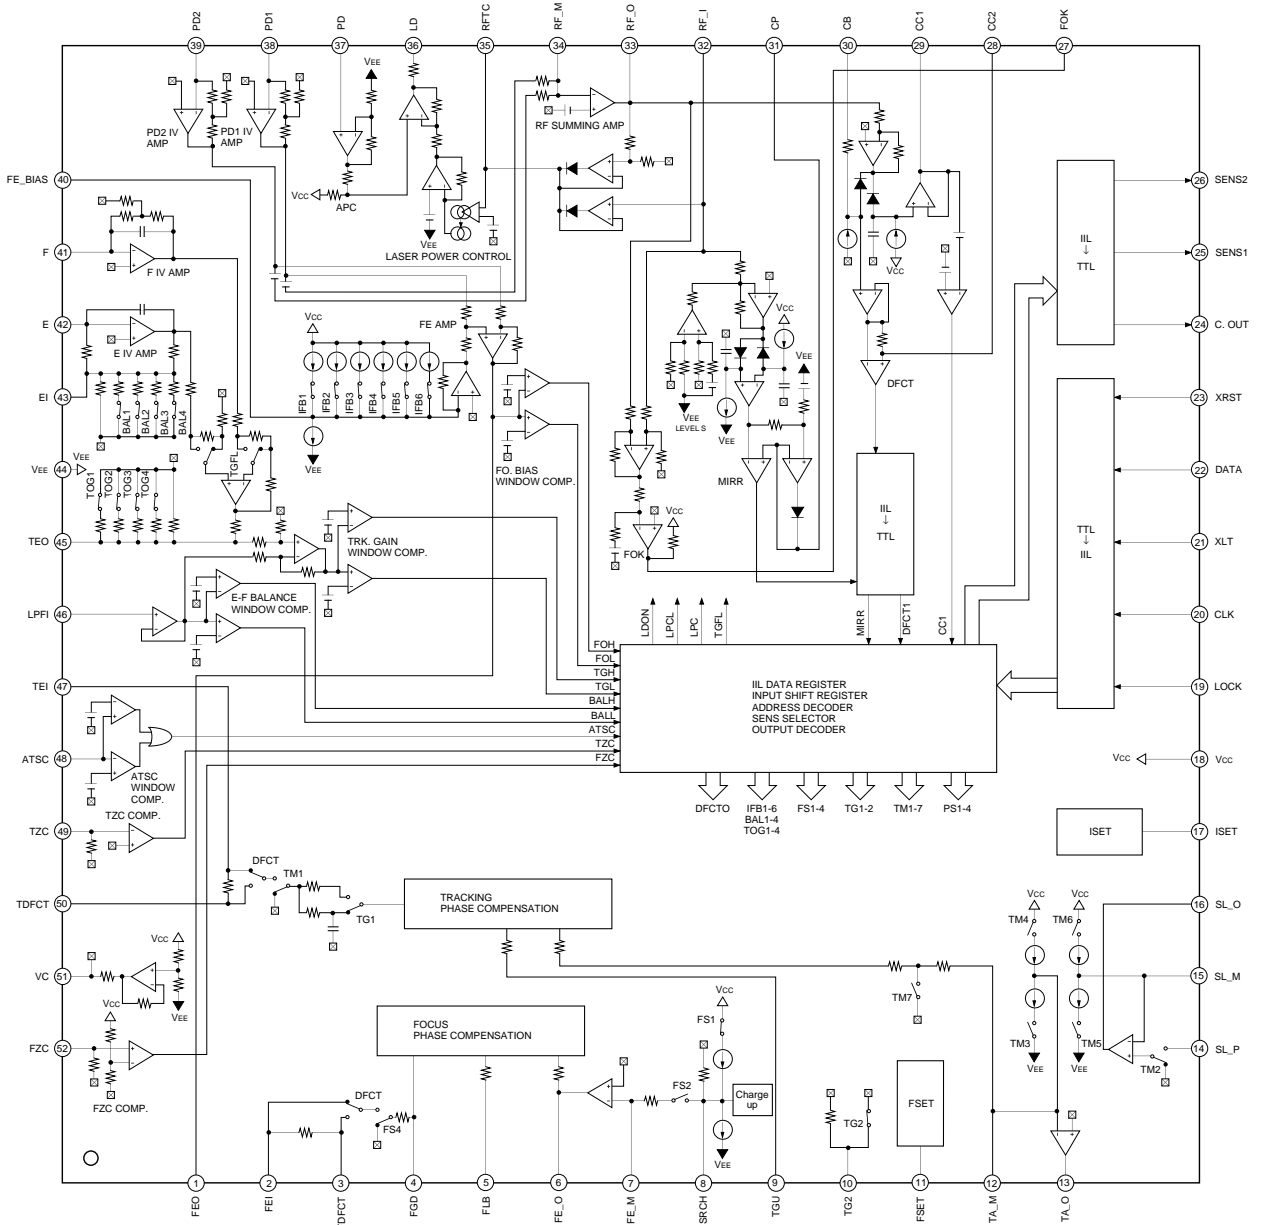 PD2
PD1
PD
LD
RFTC
RF_M
RF_O
RF_I
CP
CB
CC1
CC2
FOK
39
38
37
36
35
34
33
32
31
30
29
28
27
VEE
PD2 IV
AMP
PD1 IV
AMP
RF SUMMING AMP
VCC
APC
VEE
LASER POWER CONTROL
VCC
FE_BIAS
40
F
41
F IV AMP
E
42
E IV AMP
EI
43
BAL1
BAL2
BAL3
BAL4
TGFL
VEE
44
VEE
TOG1
TOG2
TOG3
TOG4
TEO
45
LPFI
46
TEI
47
ATSC
48
TZC
49
TDFCT
50
VC
51
FZC
52
VCC
IFB1
IFB2
IFB3
IFB4
IFB5
IFB6
VEE
FE AMP
FO. BIAS
WINDOW COMP.
TRK. GAIN
WINDOW COMP.
E-F BALANCE
WINDOW COMP.
VCC
VEE
VEE
LEVEL S
VEE
MIRR
DFCT
VCC
FOK
IIL
↓
TTL
IIL
↓
TTL
TTL
↓
IIL
26
SENS2
25
SENS1
24
C. OUT
23
XRST
22
DATA
21
XLT
20
CLK
19
LOCK
18
VCC
VCC
17
ISET
ISET
16
SL_O
15
SL_M
14
SL_P
LDON
LPCL
LPC
TGFL
MIRR
DFCT1
CC1
FOH
FOL
TGH
TGL
BALH
BALL
ATSC
TZC
FZC
IIL DATA REGISTER
INPUT SHIFT REGISTER
ADDRESS DECODER
SENS SELECTOR
OUTPUT DECODER
DFCTO
IFB1-6
BAL1-4
TOG1-4
FS1-4
TG1-2
TM1-7
PS1-4
ATSC
WINDOW
COMP.
TZC COMP.
DFCT
TM1
TG1
TRACKING
PHASE COMPENSATION
VCC
VEE
VCC
FZC COMP.
FOCUS
PHASE COMPENSATION
DFCT
FS4
VCC
FS1
FS2
Charge
up
VEE
TG2
FSET
TM7
VCC
VCC
TM4
TM6
TM3
TM5
VEE
VEE
TM2
1
2
3
4
5
6
7
8
9
10
11
12
13
FEO
FEI
FGD
FLB
FE_O
FE_M
SRCH
TGU
TG2
FSET
TA_M
TA_O